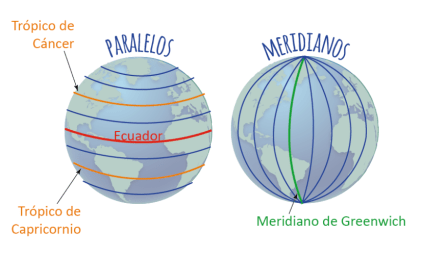 Trópico de
Cáncer
PARALELOS
Ecuador
Trópico de
Capricornio
MERIDIANOS
Meridiano de Greenwich